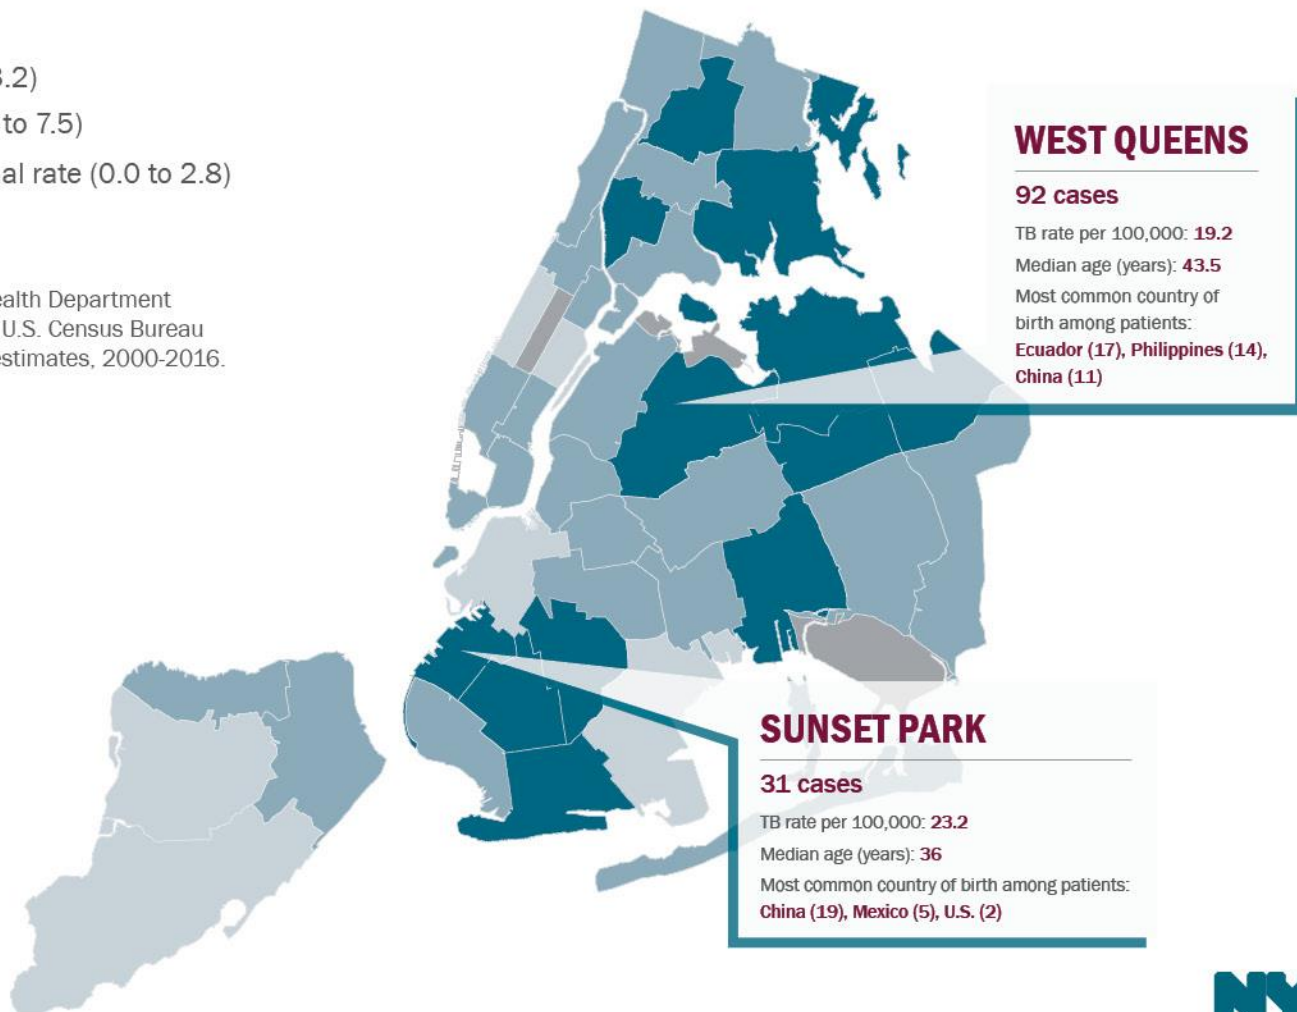 3.2)
to 7.5)
al rate (0.0 to 2.8)
ealth Department
U.S. Census Bureau
estimates, 2000-2016.
WEST QUEENS
92 cases
TB rate per 100,000: 19.2
Median age (years): 43.5
Most common country of
birth among patients:
Ecuador (17), Philippines (14),
China (11)
SUNSET PARK
31 cases
TB rate per 100,000: 23.2
Median age (years): 36
Most common country of birth among patients:
China (19), Mexico (5), U.S. (2)
NY